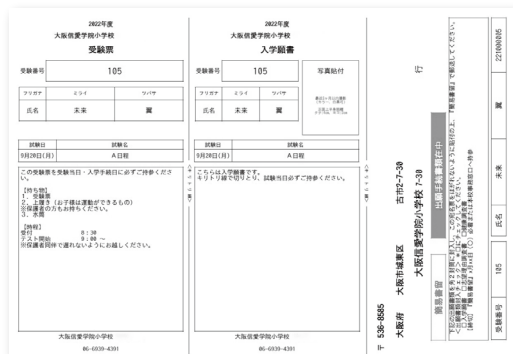 2022年度
大阪信愛学院小学校
受験票
受験番号 105
フリガナ ミライ ツバサ
氏名 未来 翼
試験日 試験名
9月20日(月) A日程
この受験票を受験当日・入学手続日に必ずご持参ください。
【持ち物】
1. 受験票
2. 上履き（お子様は運動ができるもの）
※保護者の方もお持ちください。
3. 水筒
【時程】
受付 8:30
テスト開始 9:00 ～
※保護者同伴で遅れないようにお越しください。
大阪信愛学院小学校
06-6939-4391
2022年度
大阪信愛学院小学校
入学願書
受験番号 105
写真貼付
フリガナ ミライ ツバサ
氏名 未来 翼
試験日 試験名
9月20日(月) A日程
こちらは入学願書です。
キリトリ線で切りとり、試験当日必ずご持参ください。
大阪信愛学院小学校
06-6939-4391
〒 536-8585
大阪府 大阪市城東区 古市2-7-30
大阪信愛学院小学校 7-30 行
簡易書留 出願手続書類在中
受験番号 105 氏名 未来 翼 221000005